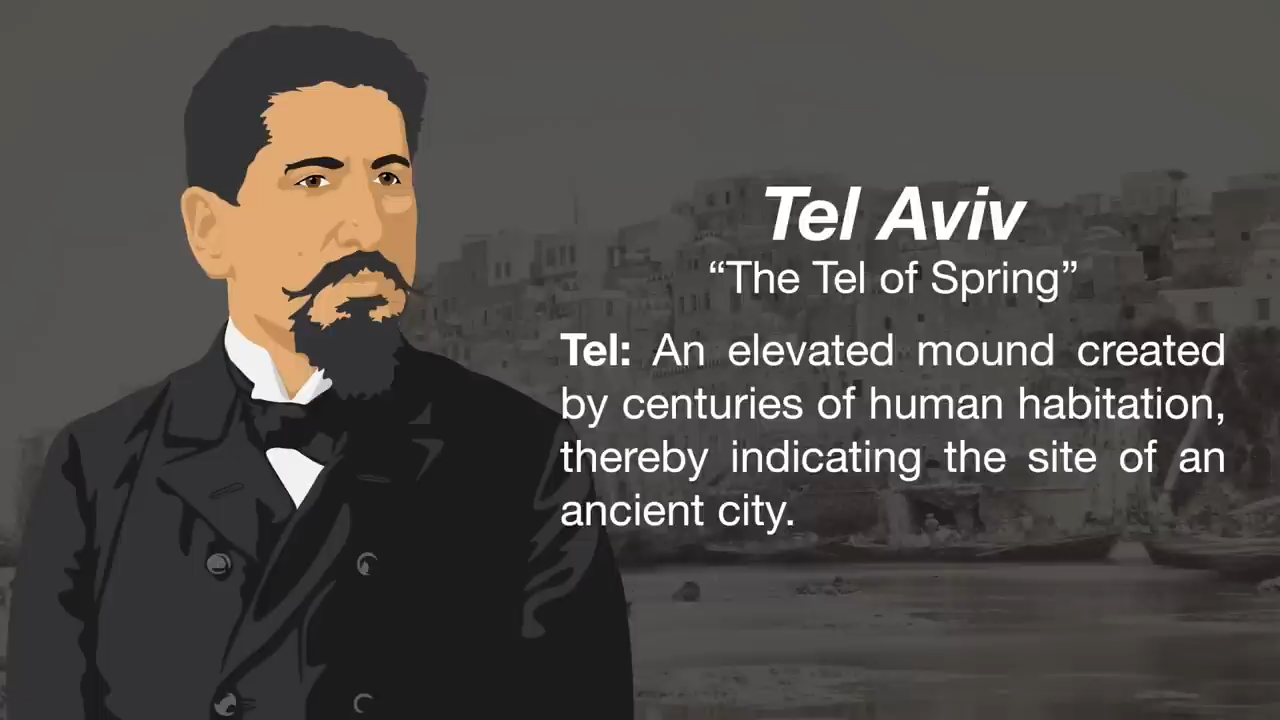 Tel Aviv
“The Tel of Spring”
Tel: An elevated mound created
by centuries of human habitation,
thereby indicating the site of an
ancient city.